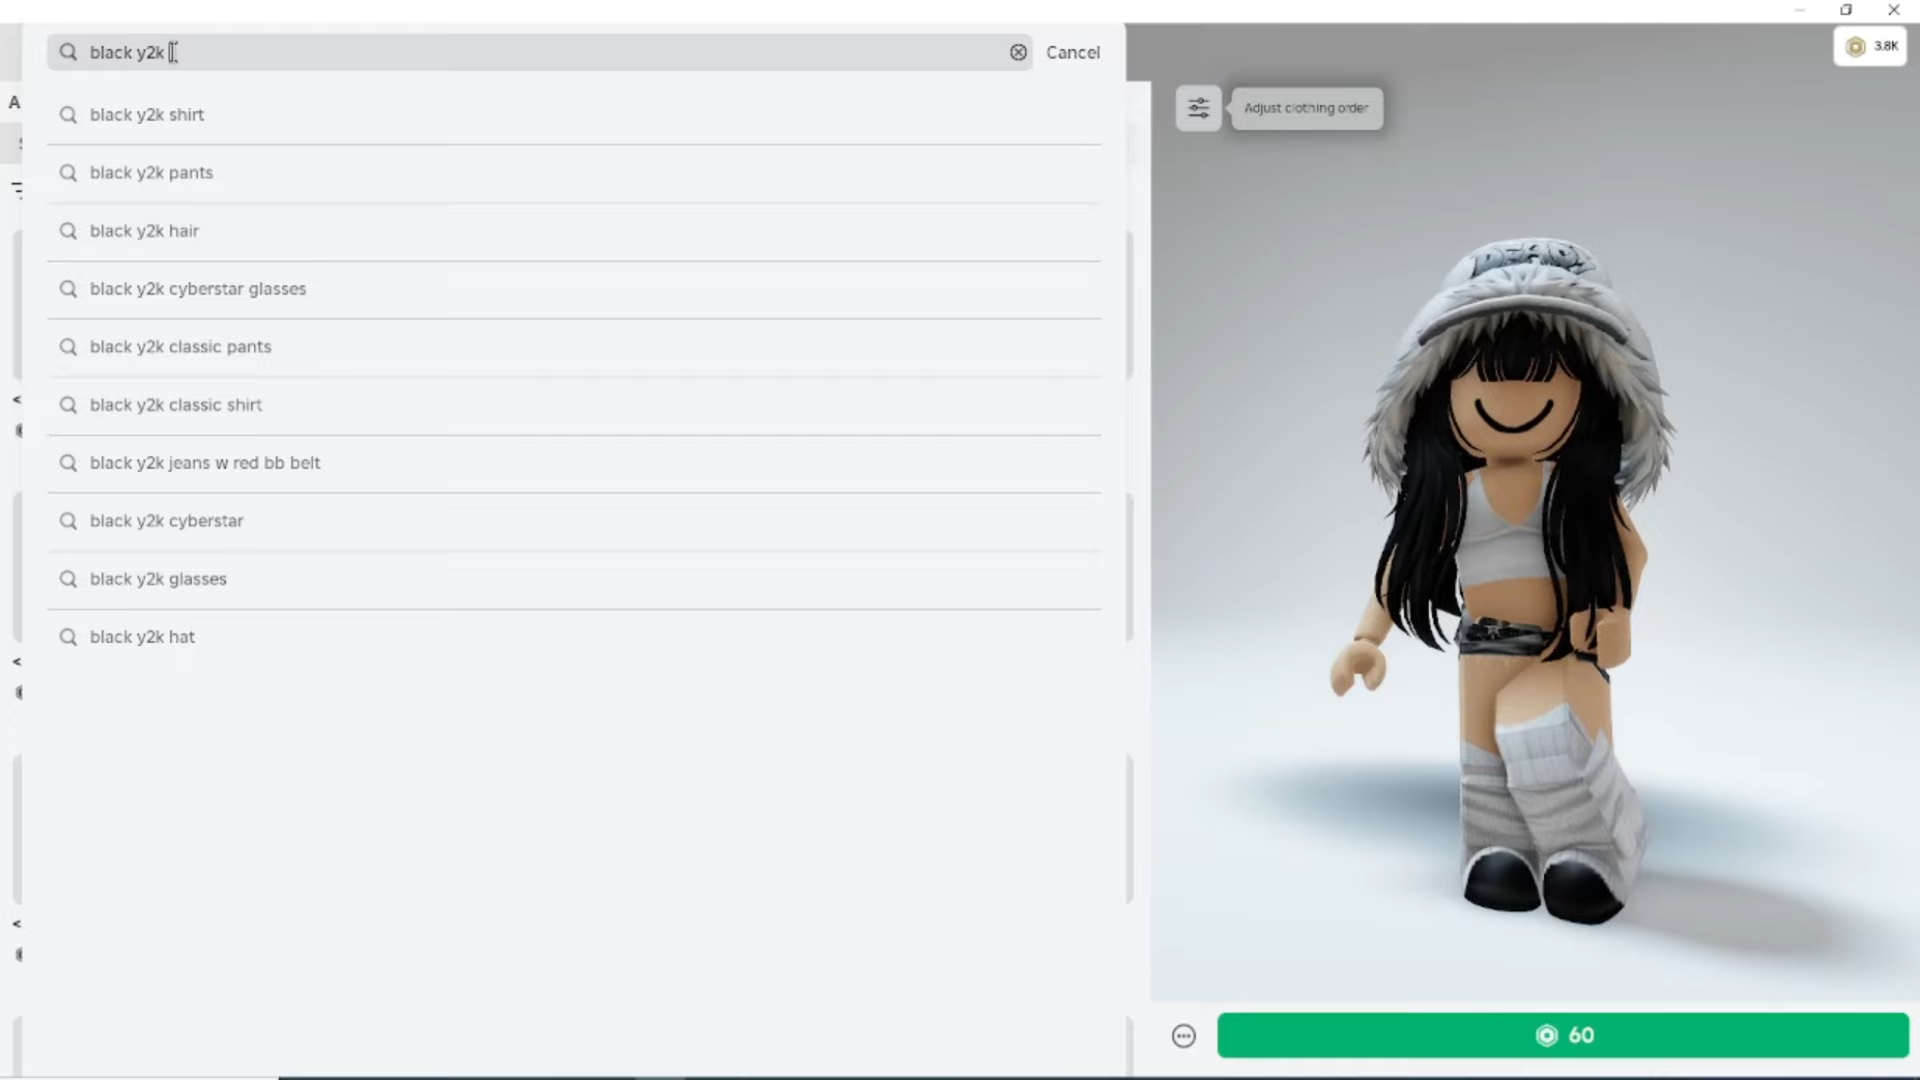 black y2k
Cancel
3.8K
A
Adjust clothing order
black y2k shirt
black y2k pants
black y2k hair
black y2k cyberstar glasses
black y2k classic pants
black y2k classic shirt
black y2k jeans w red bb belt
black y2k cyberstar
black y2k glasses
black y2k hat
60